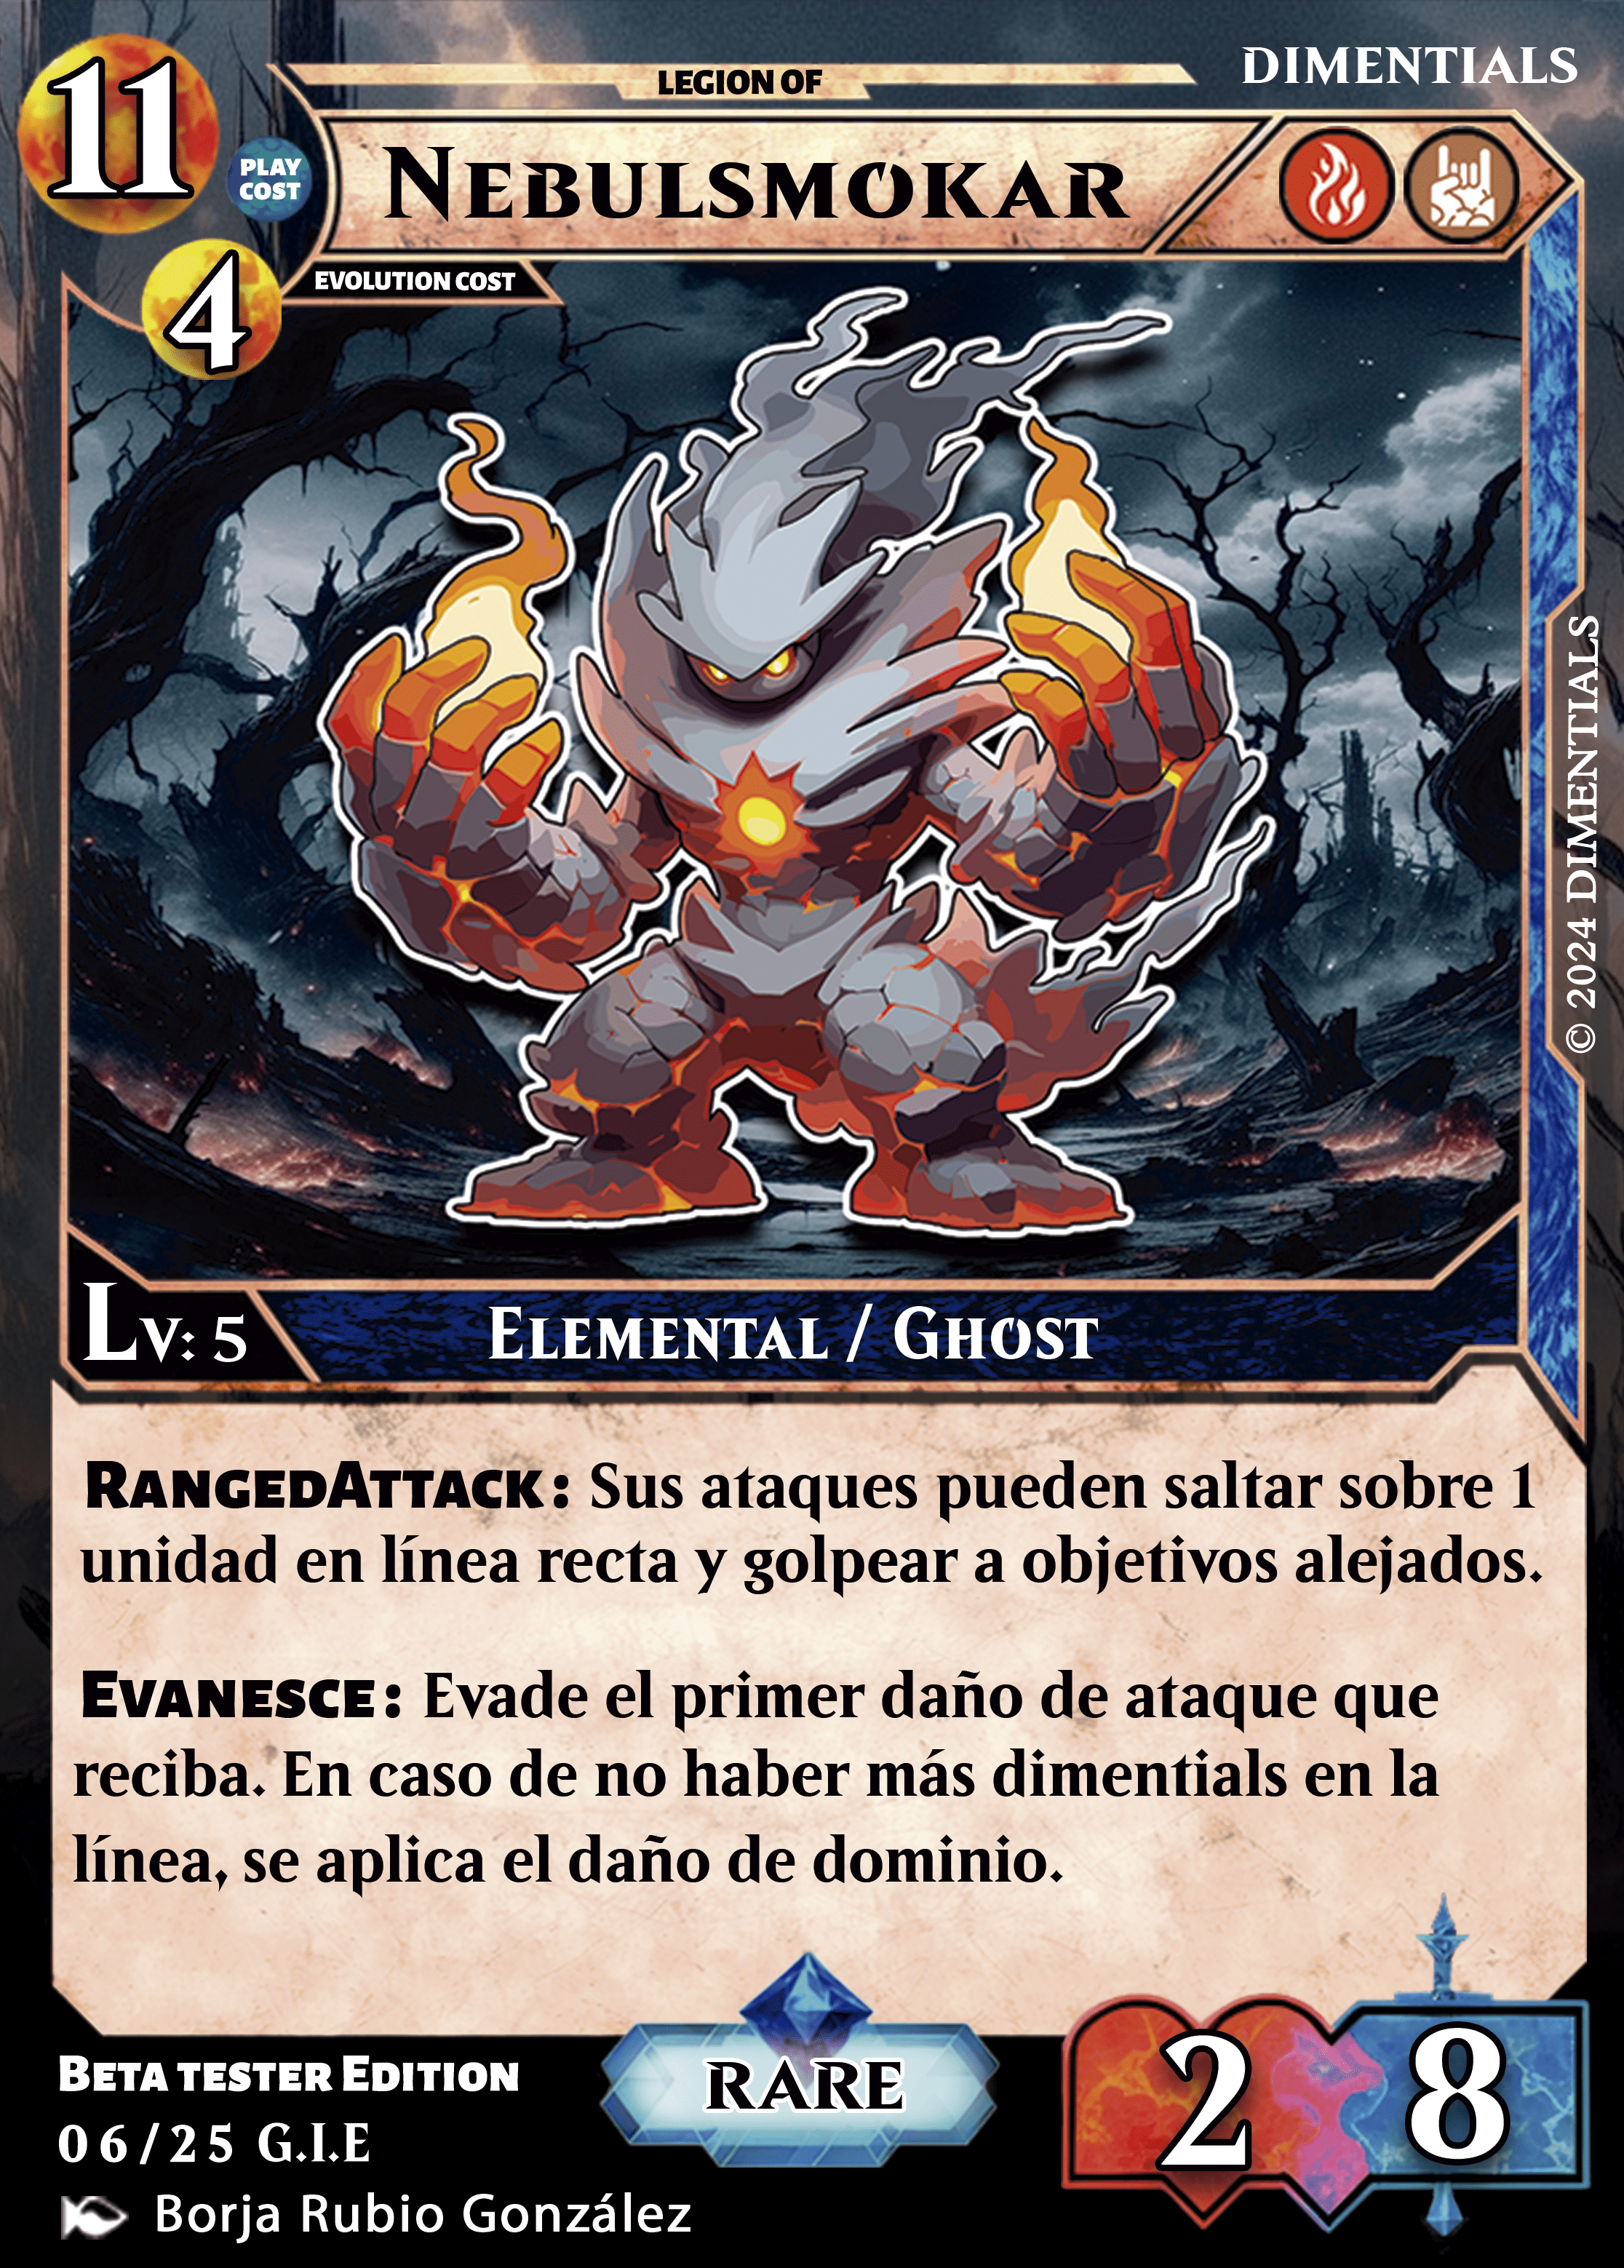 11
LEGION OF
DIMENTIALS
PLAY
COST
NEBULSMOKAR
4
EVOLUTION COST
© 2024 DIMENTIALS
LV: 5
ELEMENTAL / GHOST
RANGEDATTACK: Sus ataques pueden saltar sobre 1
unidad en línea recta y golpear a objetivos alejados.
EVANESCE: Evade el primer daño de ataque que
reciba. En caso de no haber más dimentials en la
línea, se aplica el daño de dominio.
BETA TESTER EDITION
06/25 G.I.E
Borja Rubio González
RARE
2
8